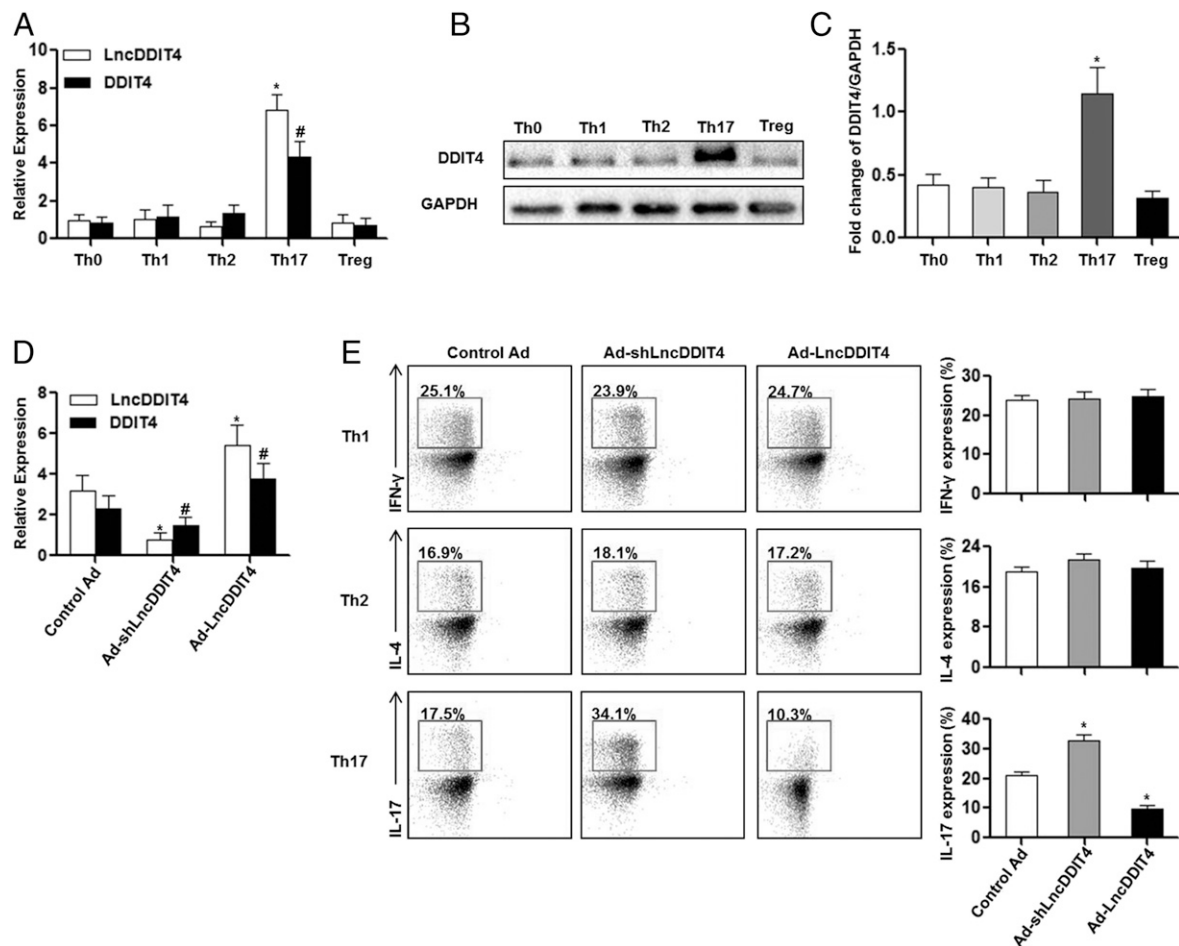 A
LncDDIT4
DDIT4
Relative Expression
10
8
6
4
2
0
*
#
Th0 Th1 Th2 Th17 Treg
B
Th0 Th1 Th2 Th17 Treg
DDIT4
GAPDH
C
Fold change of DDIT4/GAPDH
1.5
1.0
0.5
0.0
*
Th0 Th1 Th2 Th17 Treg
D
LncDDIT4
DDIT4
Relative Expression
8
6
4
2
0
*
#
*
#
Control Ad
Ad-shLncDDIT4
Ad-LncDDIT4
E
Control Ad Ad-shLncDDIT4 Ad-LncDDIT4
Th1
IFN-γ
25.1% 23.9% 24.7%
IFN-γ expression (%)
30
20
10
0
Th2
IL-4
16.9% 18.1% 17.2%
IL-4 expression (%)
24
16
8
0
Th17
IL-17
17.5% 34.1% 10.3%
IL-17 expression (%)
40
30
20
10
0
*
*
Control Ad
Ad-shLncDDIT4
Ad-LncDDIT4